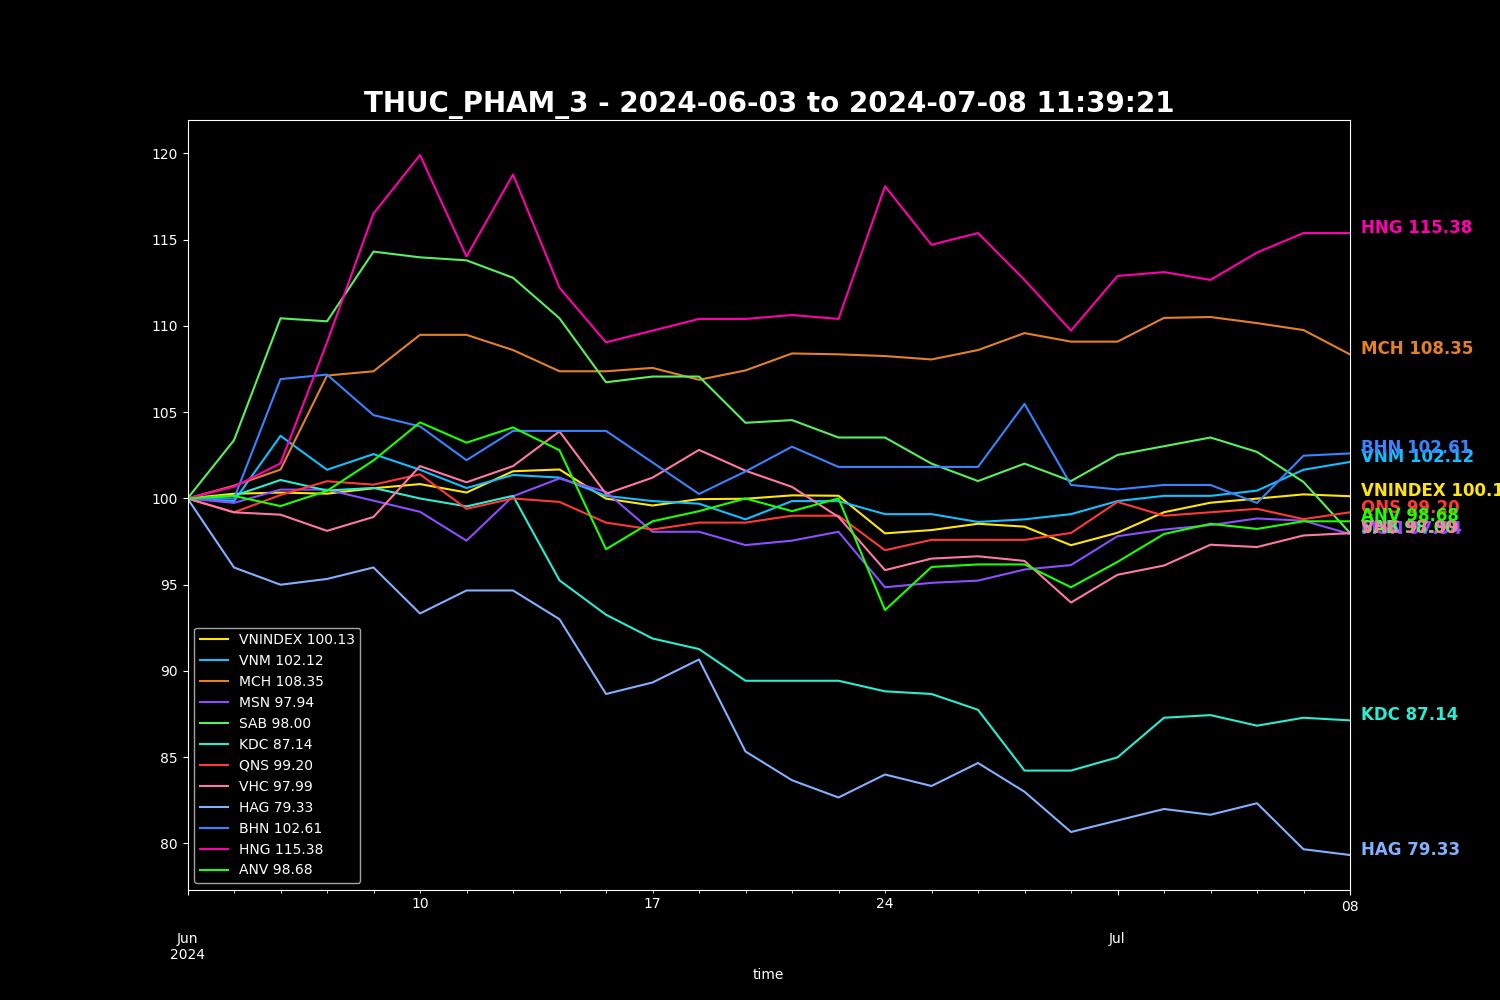 THUC_PHAM_3 - 2024-06-03 to 2024-07-08 11:39:21
120
115
110
105
100
95
90
85
80
HNG 115.38
MCH 108.35
BHN 102.61
VNM 102.12
VNINDEX 100.1
QNS 99.20
ANV 98.68
KDC 87.14
HAG 79.33
VNINDEX 100.13
VNM 102.12
MCH 108.35
MSN 97.94
SAB 98.00
KDC 87.14
QNS 99.20
VHC 97.99
HAG 79.33
BHN 102.61
HNG 115.38
ANV 98.68
10
17
24
08
Jun
2024
Jul
time